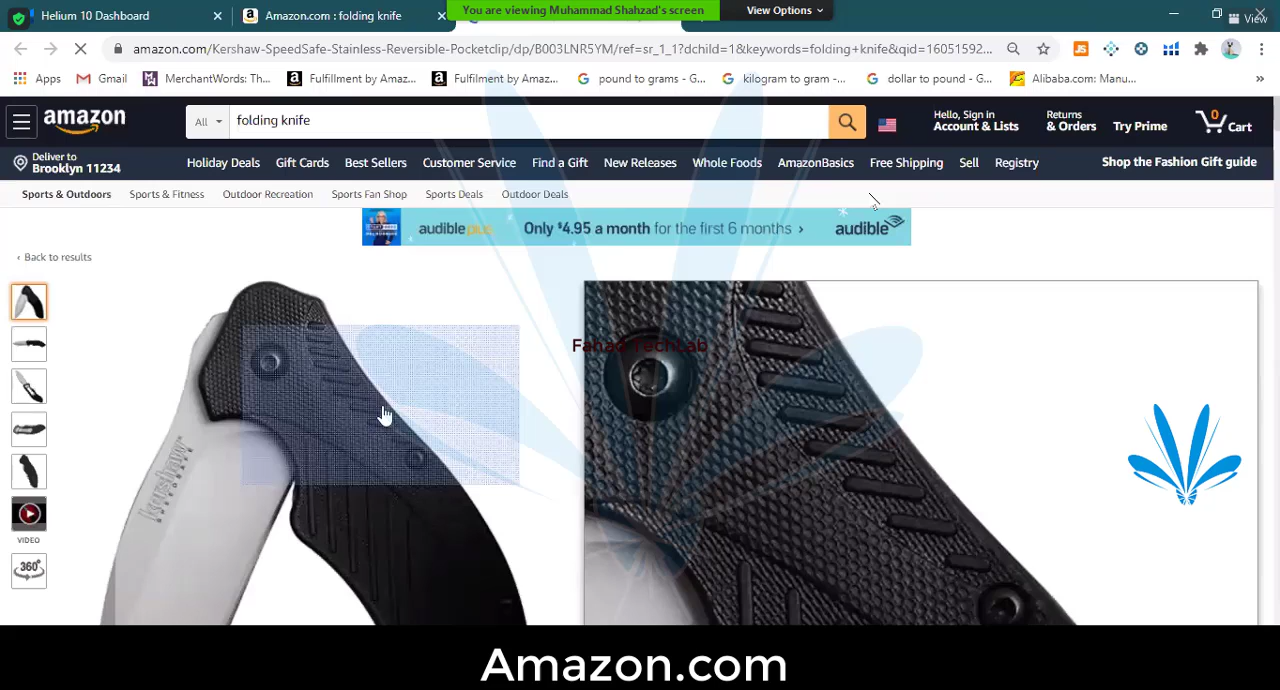 Helium 10 Dashboard
Amazon.com : folding knife
You are viewing Muhammad Shahzad's screen
View Options
View
amazon.com/Kershaw-SpeedSafe-Stainless-Reversible-Pocketclip/dp/B003LNR5YM/ref=sr_1_1?dchild=1&keywords=folding+knife&qid=16051592...
Apps
Gmail
MerchantWords: Th...
Fulfillment by Amaz...
Fulfilment by Amaz...
pound to grams - G...
kilogram to gram -...
dollar to pound - G...
Alibaba.com: Manu...
»
amazon
All
folding knife
Hello, Sign in
Account & Lists
Returns
& Orders
Try Prime
0
Cart
Deliver to
Brooklyn 11234
Holiday Deals
Gift Cards
Best Sellers
Customer Service
Find a Gift
New Releases
Whole Foods
AmazonBasics
Free Shipping
Sell
Registry
Shop the Fashion Gift guide
Sports & Outdoors
Sports & Fitness
Outdoor Recreation
Sports Fan Shop
Sports Deals
Outdoor Deals
audible plus
Only $4.95 a month for the first 6 months ›
audible
‹ Back to results
Fahad TechLab
kershaw
VIDEO
360°
Amazon.com